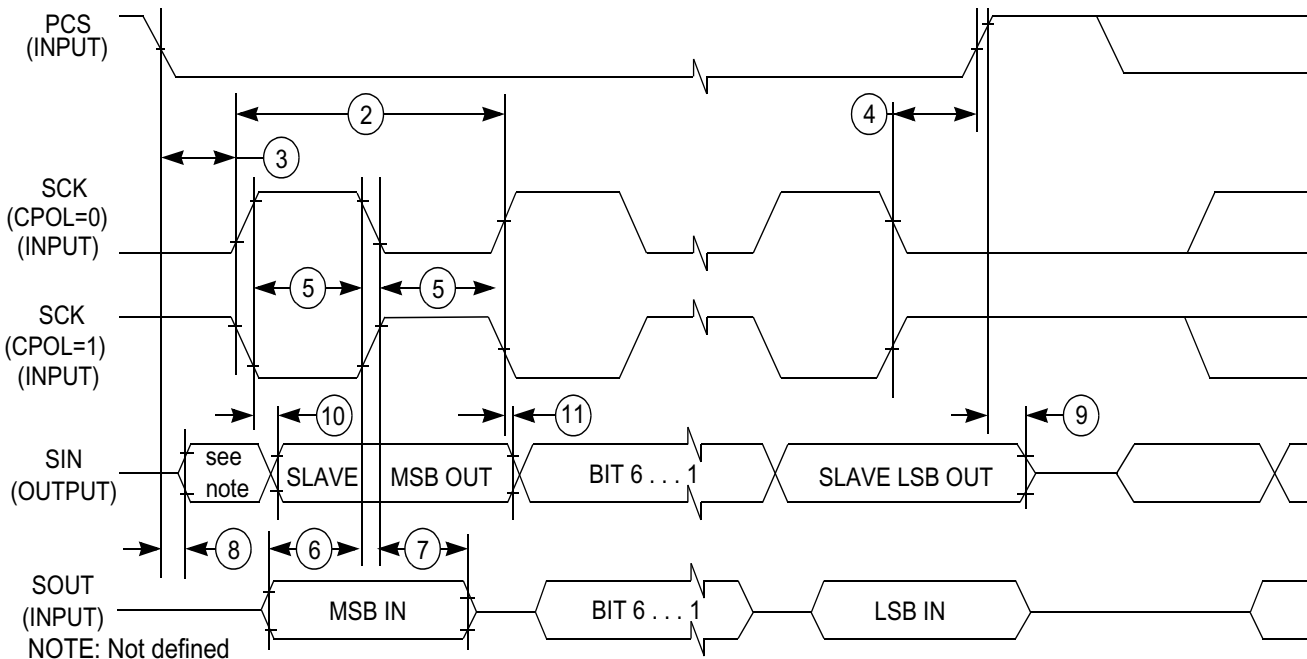 PCS
(INPUT)
2
4
3
SCK
(CPOL=0)
(INPUT)
5
5
SCK
(CPOL=1)
(INPUT)
10
11
9
SIN
(OUTPUT)
see
note
SLAVE
MSB OUT
BIT 6 . . . 1
SLAVE LSB OUT
8
6
7
SOUT
(INPUT)
MSB IN
BIT 6 . . . 1
LSB IN
NOTE: Not defined